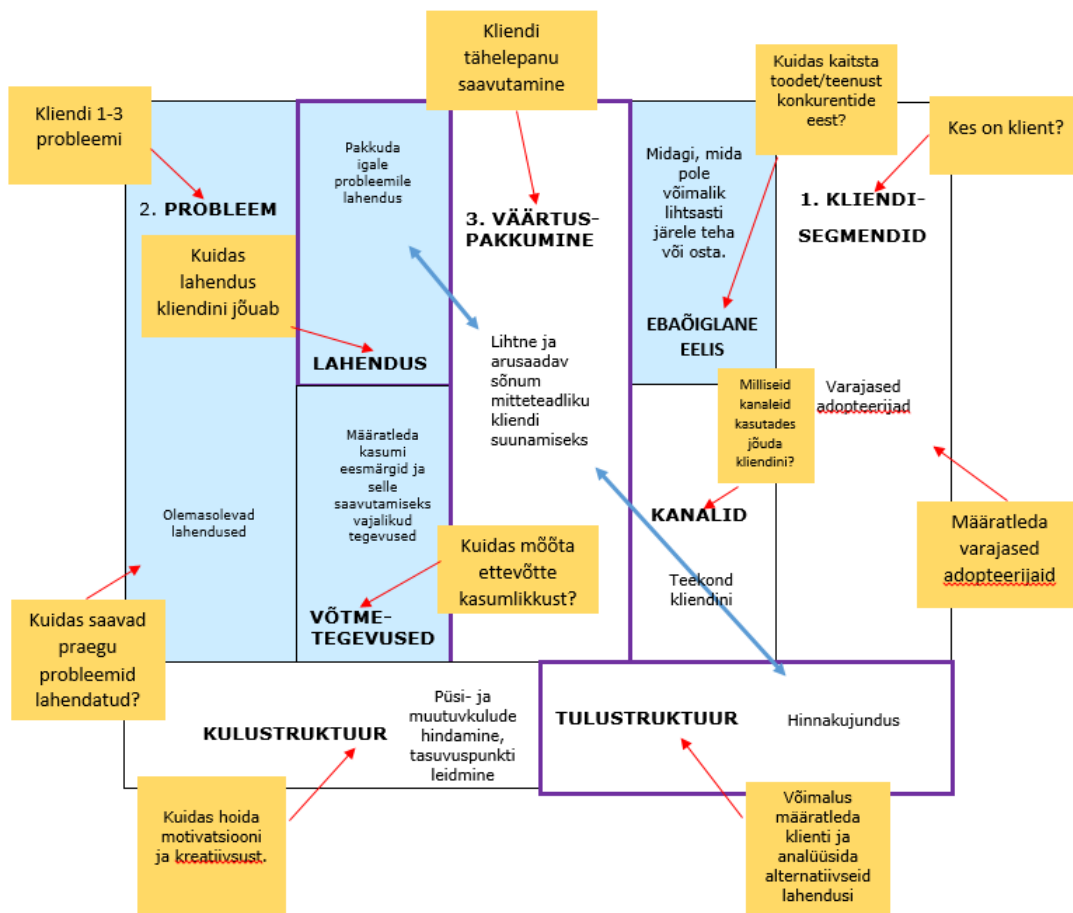 Kliendi
tähelepanu
saavutamine
Kuidas kaitsta
toodet/teenust
konkurentide
eest?
Kliendi 1-3
probleemi
Kes on klient?
Pakkuda
igale
probleemile
lahendus
Midagi, mida
pole
võimalik
lihtsasti
järele teha
või osta.
2. PROBLEEM
3. VÄÄRTUS-
PAKKUMINE
1. KLIENDI-
SEGMENDID
Kuidas
lahendus
kliendini jõuab
LAHENDUS
EBAÕIGLANE
EELIS
Lihtne ja
arusaadav
sõnum
mitteteadliku
kliendi
suunamiseks
Milliseid
kanaleid
kasutades
jõuda
kliendini?
Varajased
adopteerijad
Määratleda
kasumi
eesmärgid ja
selle
saavutamiseks
vajalikud
tegevused
Olemasolevad
lahendused
KANALID
Määratleda
varajased
adopteerijaid
Kuidas mõõta
ettevõtte
kasumlikkust?
Teekond
kliendini
VÕTME-
TEGEVUSED
Kuidas saavad
praegu
probleemid
lahendatud?
KULUSTRUKTUUR
Püsi- ja
muutuvkulude
hindamine,
tasuvuspunkti
leidmine
TULUSTRUKTUUR
Hinnakujundus
Kuidas hoida
motivatsiooni
ja kreatiivsust.
Võimalus
määratleda
klienti ja
analüüsida
alternatiivseid
lahendusi